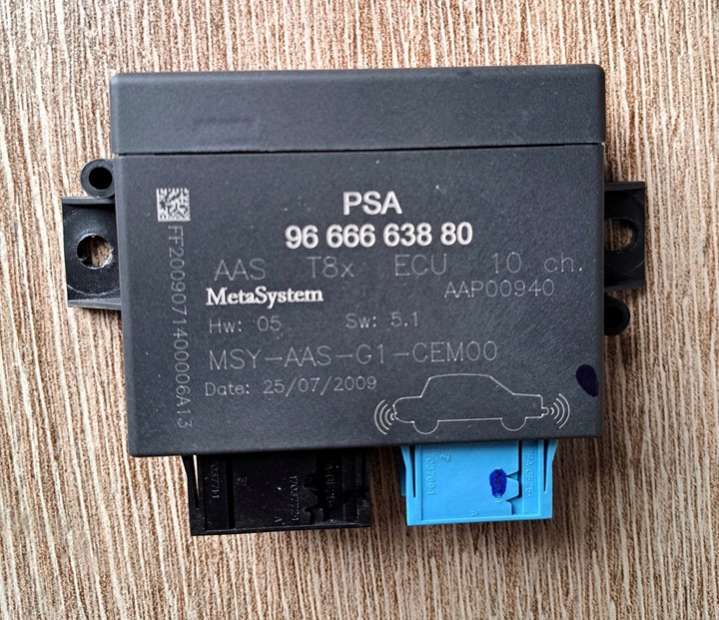 PSA
96 666 638 80
AAS T8x ECU 10 ch.
MetaSystem AAP00940
Hw: 05 Sw: 5.1
MSY-AAS-G1-CEM00
Date: 25/07/2009
FF20090714000006A13